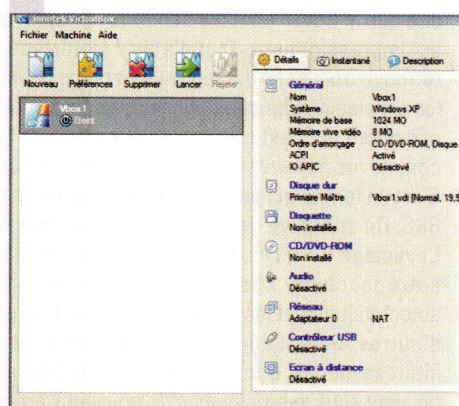 innotek VirtualBox
Fichier Machine Aide
Nouveau Préférences Supprimer Lancer Rejeter
Vbox1
Éteint
Détails Instantané Description
Général
Nom Vbox1
Système Windows XP
Mémoire de base 1024 MO
Mémoire vive vidéo 8 MO
Ordre d'amorçage CD/DVD-ROM, Disque
ACPI Activé
IO APIC Désactivé
Disque dur
Primaire Maître Vbox1.vdi [Normal, 19,5
Disquette
Non installée
CD/DVD-ROM
Non installé
Audio
Désactivé
Réseau
Adaptateur 0 NAT
Contrôleur USB
Désactivé
Ecran à distance
Désactivé